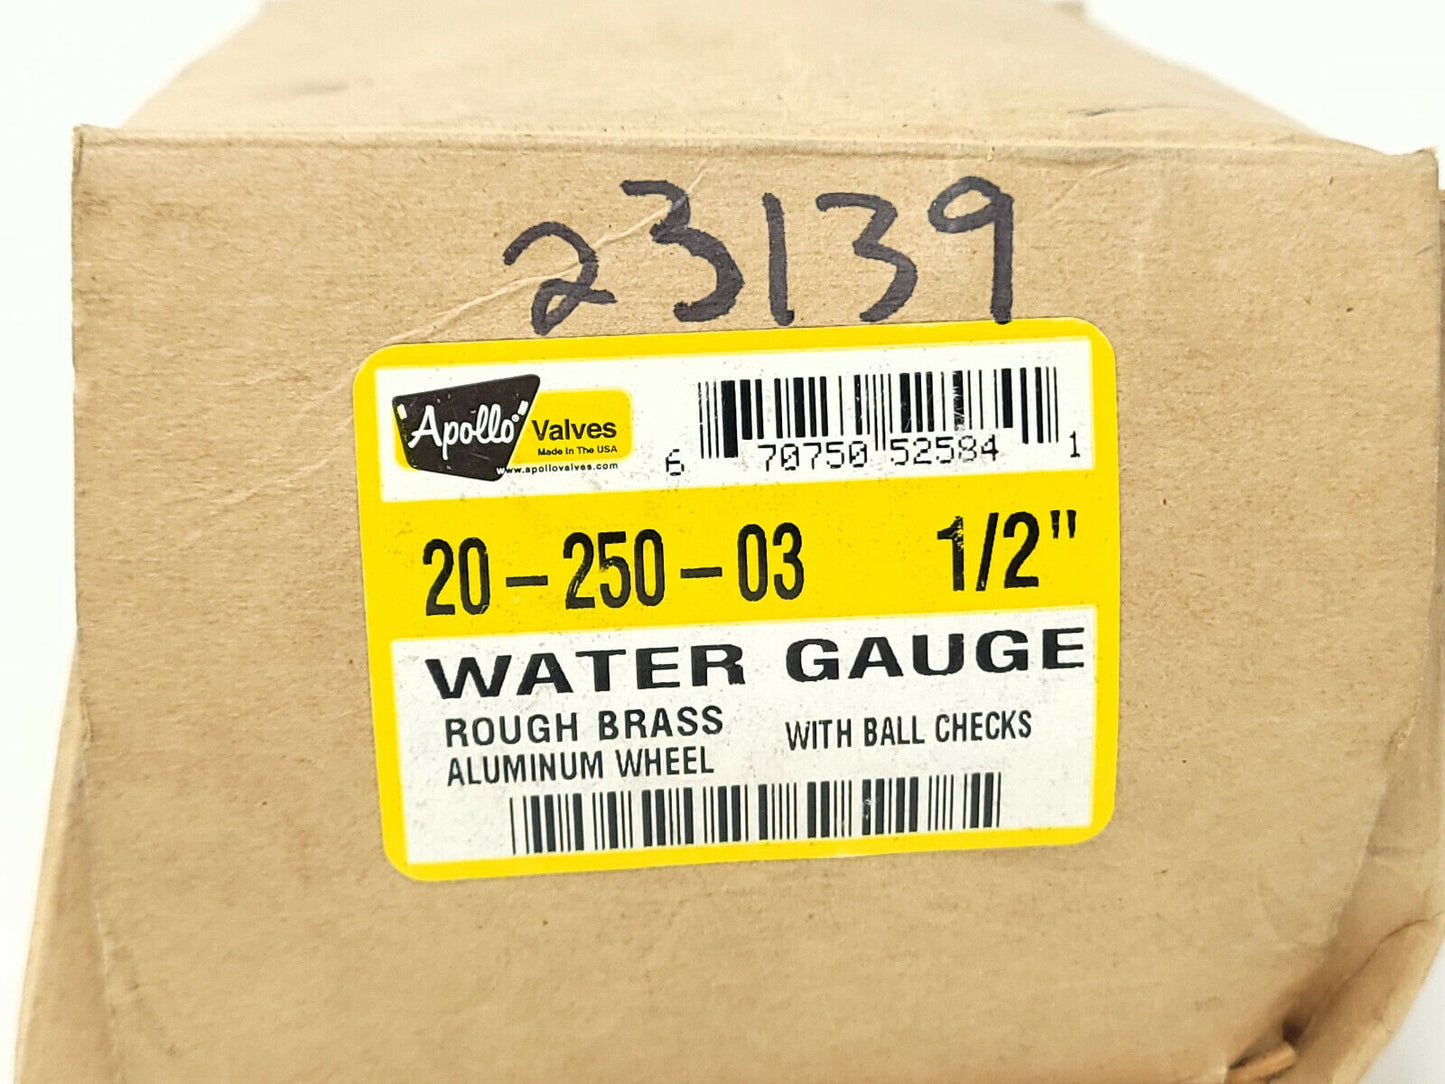 23139
Apollo Valves
Made In The USA
www.apollovalves.com
6 70750 52584 1
20-250-03 1/2"
WATER GAUGE
ROUGH BRASS WITH BALL CHECKS
ALUMINUM WHEEL